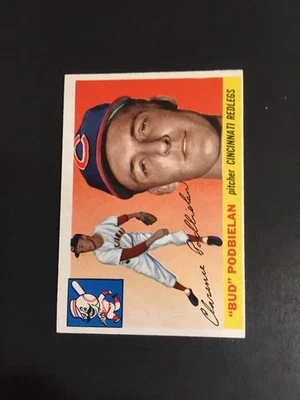 C
Clarence Podbielan
"BUD" PODBIELAN
pitcher CINCINNATI REDLEGS